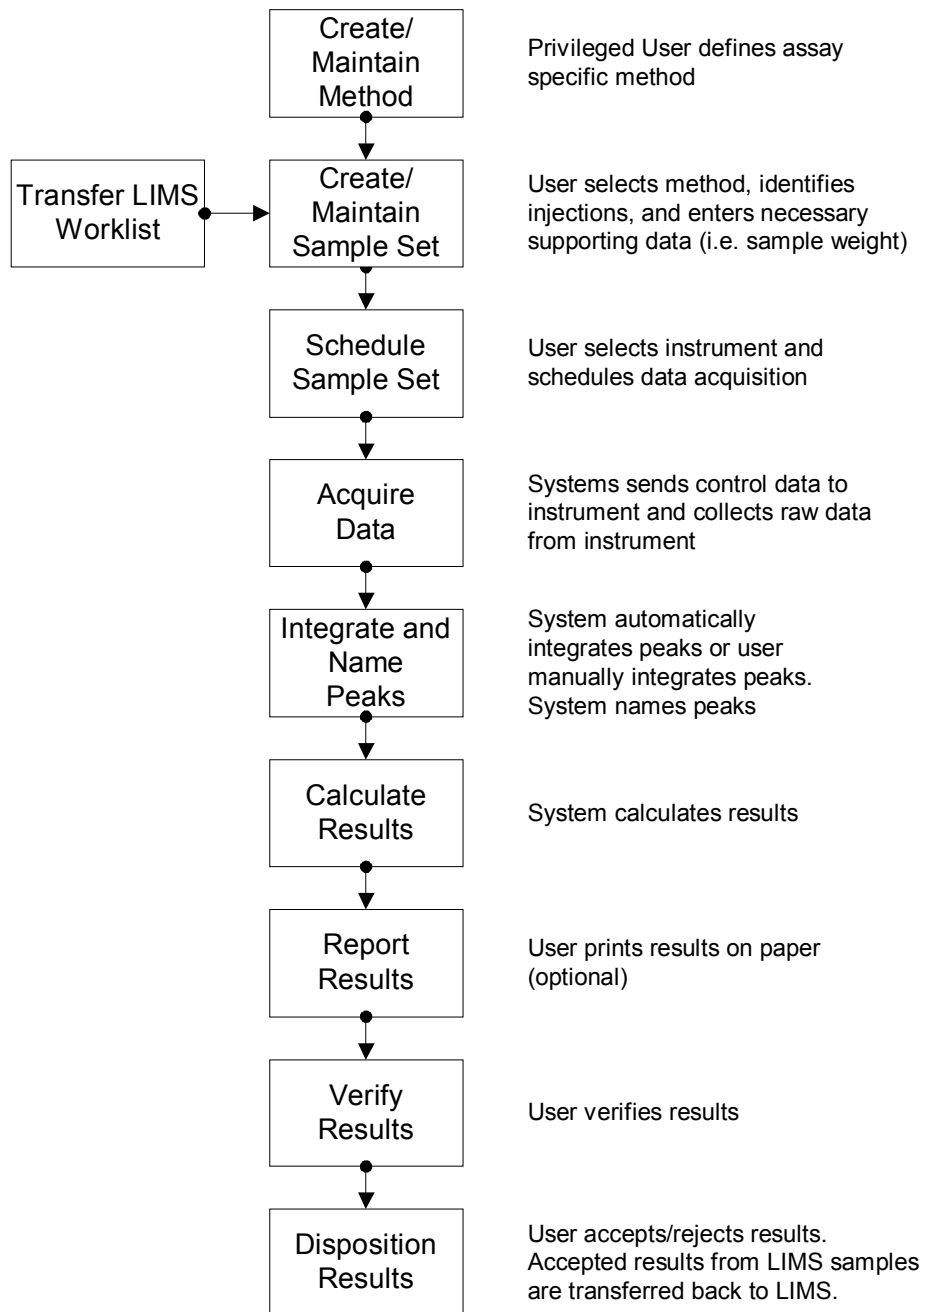 Create/
Maintain
Method
Privileged User defines assay
specific method
Transfer LIMS
Worklist
Create/
Maintain
Sample Set
User selects method, identifies
injections, and enters necessary
supporting data (i.e. sample weight)
Schedule
Sample Set
User selects instrument and
schedules data acquisition
Acquire
Data
Systems sends control data to
instrument and collects raw data
from instrument
Integrate and
Name
Peaks
System automatically
integrates peaks or user
manually integrates peaks.
System names peaks
Calculate
Results
System calculates results
Report
Results
User prints results on paper
(optional)
Verify
Results
User verifies results
Disposition
Results
User accepts/rejects results.
Accepted results from LIMS samples
are transferred back to LIMS.